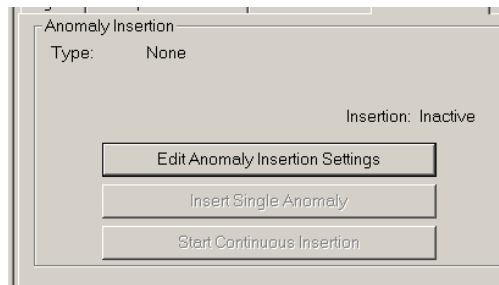 Anomaly Insertion
Type: None
Insertion: Inactive
Edit Anomaly Insertion Settings
Insert Single Anomaly
Start Continuous Insertion